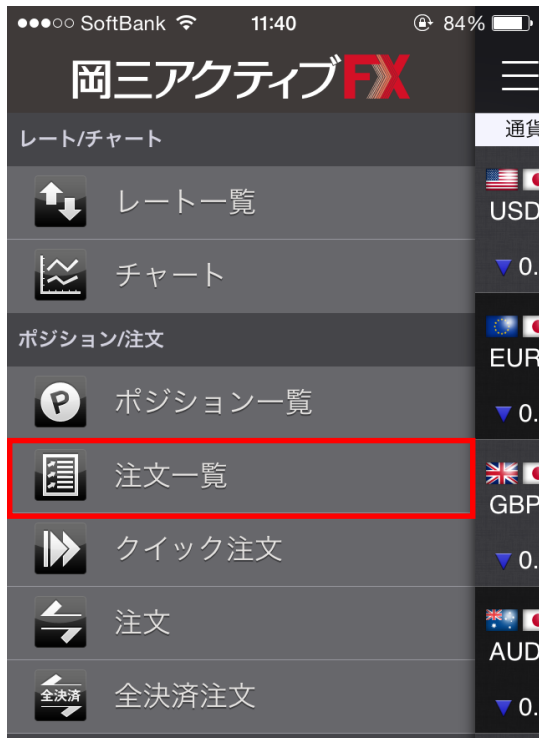 SoftBank 11:40 84%
岡三アクティブFX
レート/チャート
レート一覧
チャート
ポジション/注文
P ポジション一覧
注文一覧
クイック注文
注文
全決済 全決済注文
通貨
USD
0.
EUR
0.
GBP
0.
AUD
0.